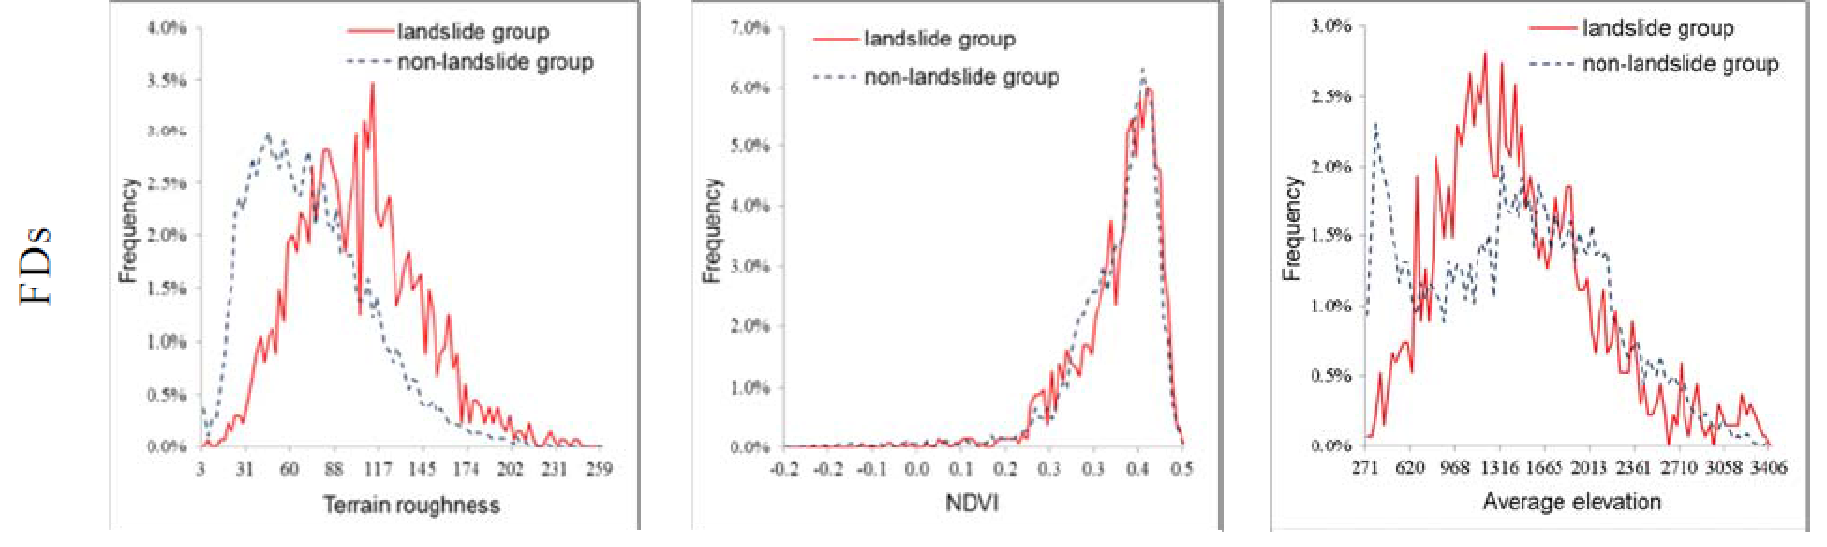 FDs
4.0%
3.5%
3.0%
2.5%
2.0%
1.5%
1.0%
0.5%
0.0%
Frequency
landslide group
non-landslide group
3 31 60 88 117 145 174 202 231 259
Terrain roughness
7.0%
6.0%
5.0%
4.0%
3.0%
2.0%
1.0%
0.0%
Frequency
landslide group
non-landslide group
-0.2 -0.2 -0.1 0.0 0.1 0.2 0.3 0.3 0.4 0.5
NDVI
3.0%
2.5%
2.0%
1.5%
1.0%
0.5%
0.0%
Frequency
landslide group
non-landslide group
271 620 968 1316 1665 2013 2361 2710 3058 3406
Average elevation